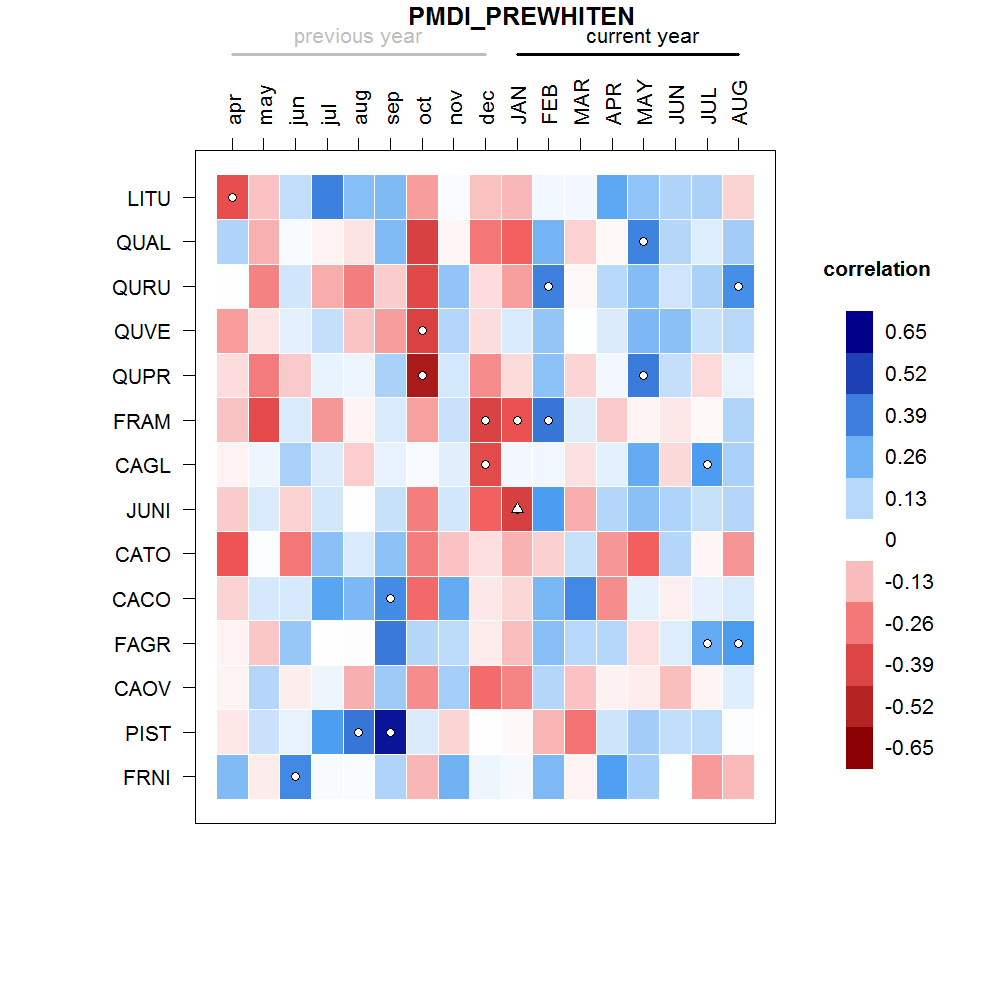 PMDI_PREWHITEN
previous year current year
apr may jun jul aug sep oct nov dec JAN FEB MAR APR MAY JUN JUL AUG
LITU
QUAL
QURU
QUVE
QUPR
FRAM
CAGL
JUNI
CATO
CACO
FAGR
CAOV
PIST
FRNI
correlation
0.65
0.52
0.39
0.26
0.13
0
-0.13
-0.26
-0.39
-0.52
-0.65